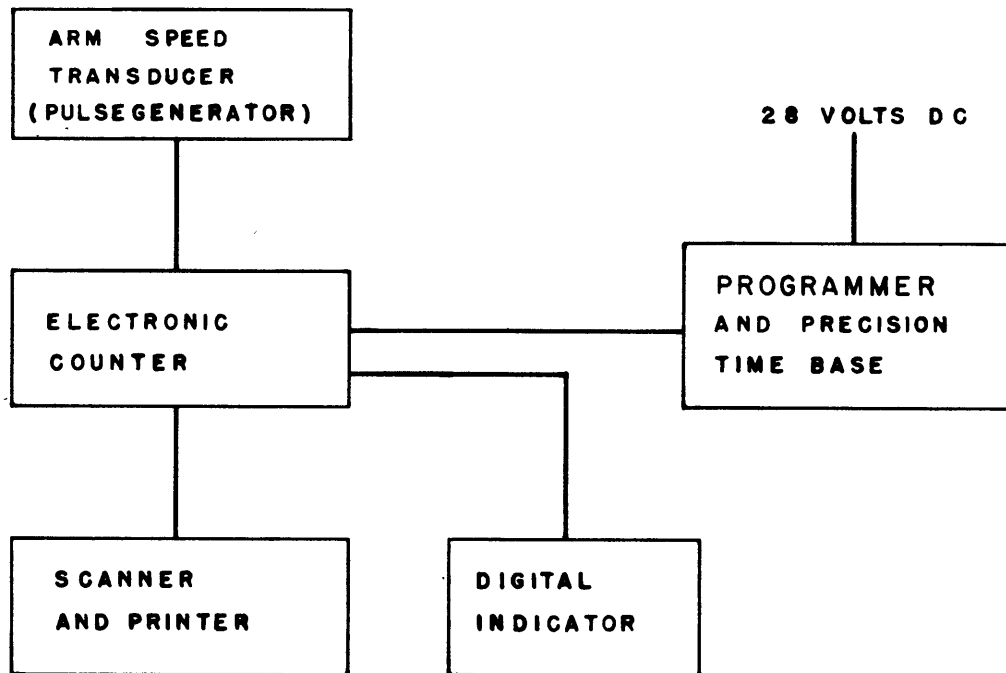 ARM SPEED
TRANSDUCER
(PULSEGENERATOR)
28 VOLTS DC
ELECTRONIC
COUNTER
PROGRAMMER
AND PRECISION
TIME BASE
SCANNER
AND PRINTER
DIGITAL
INDICATOR